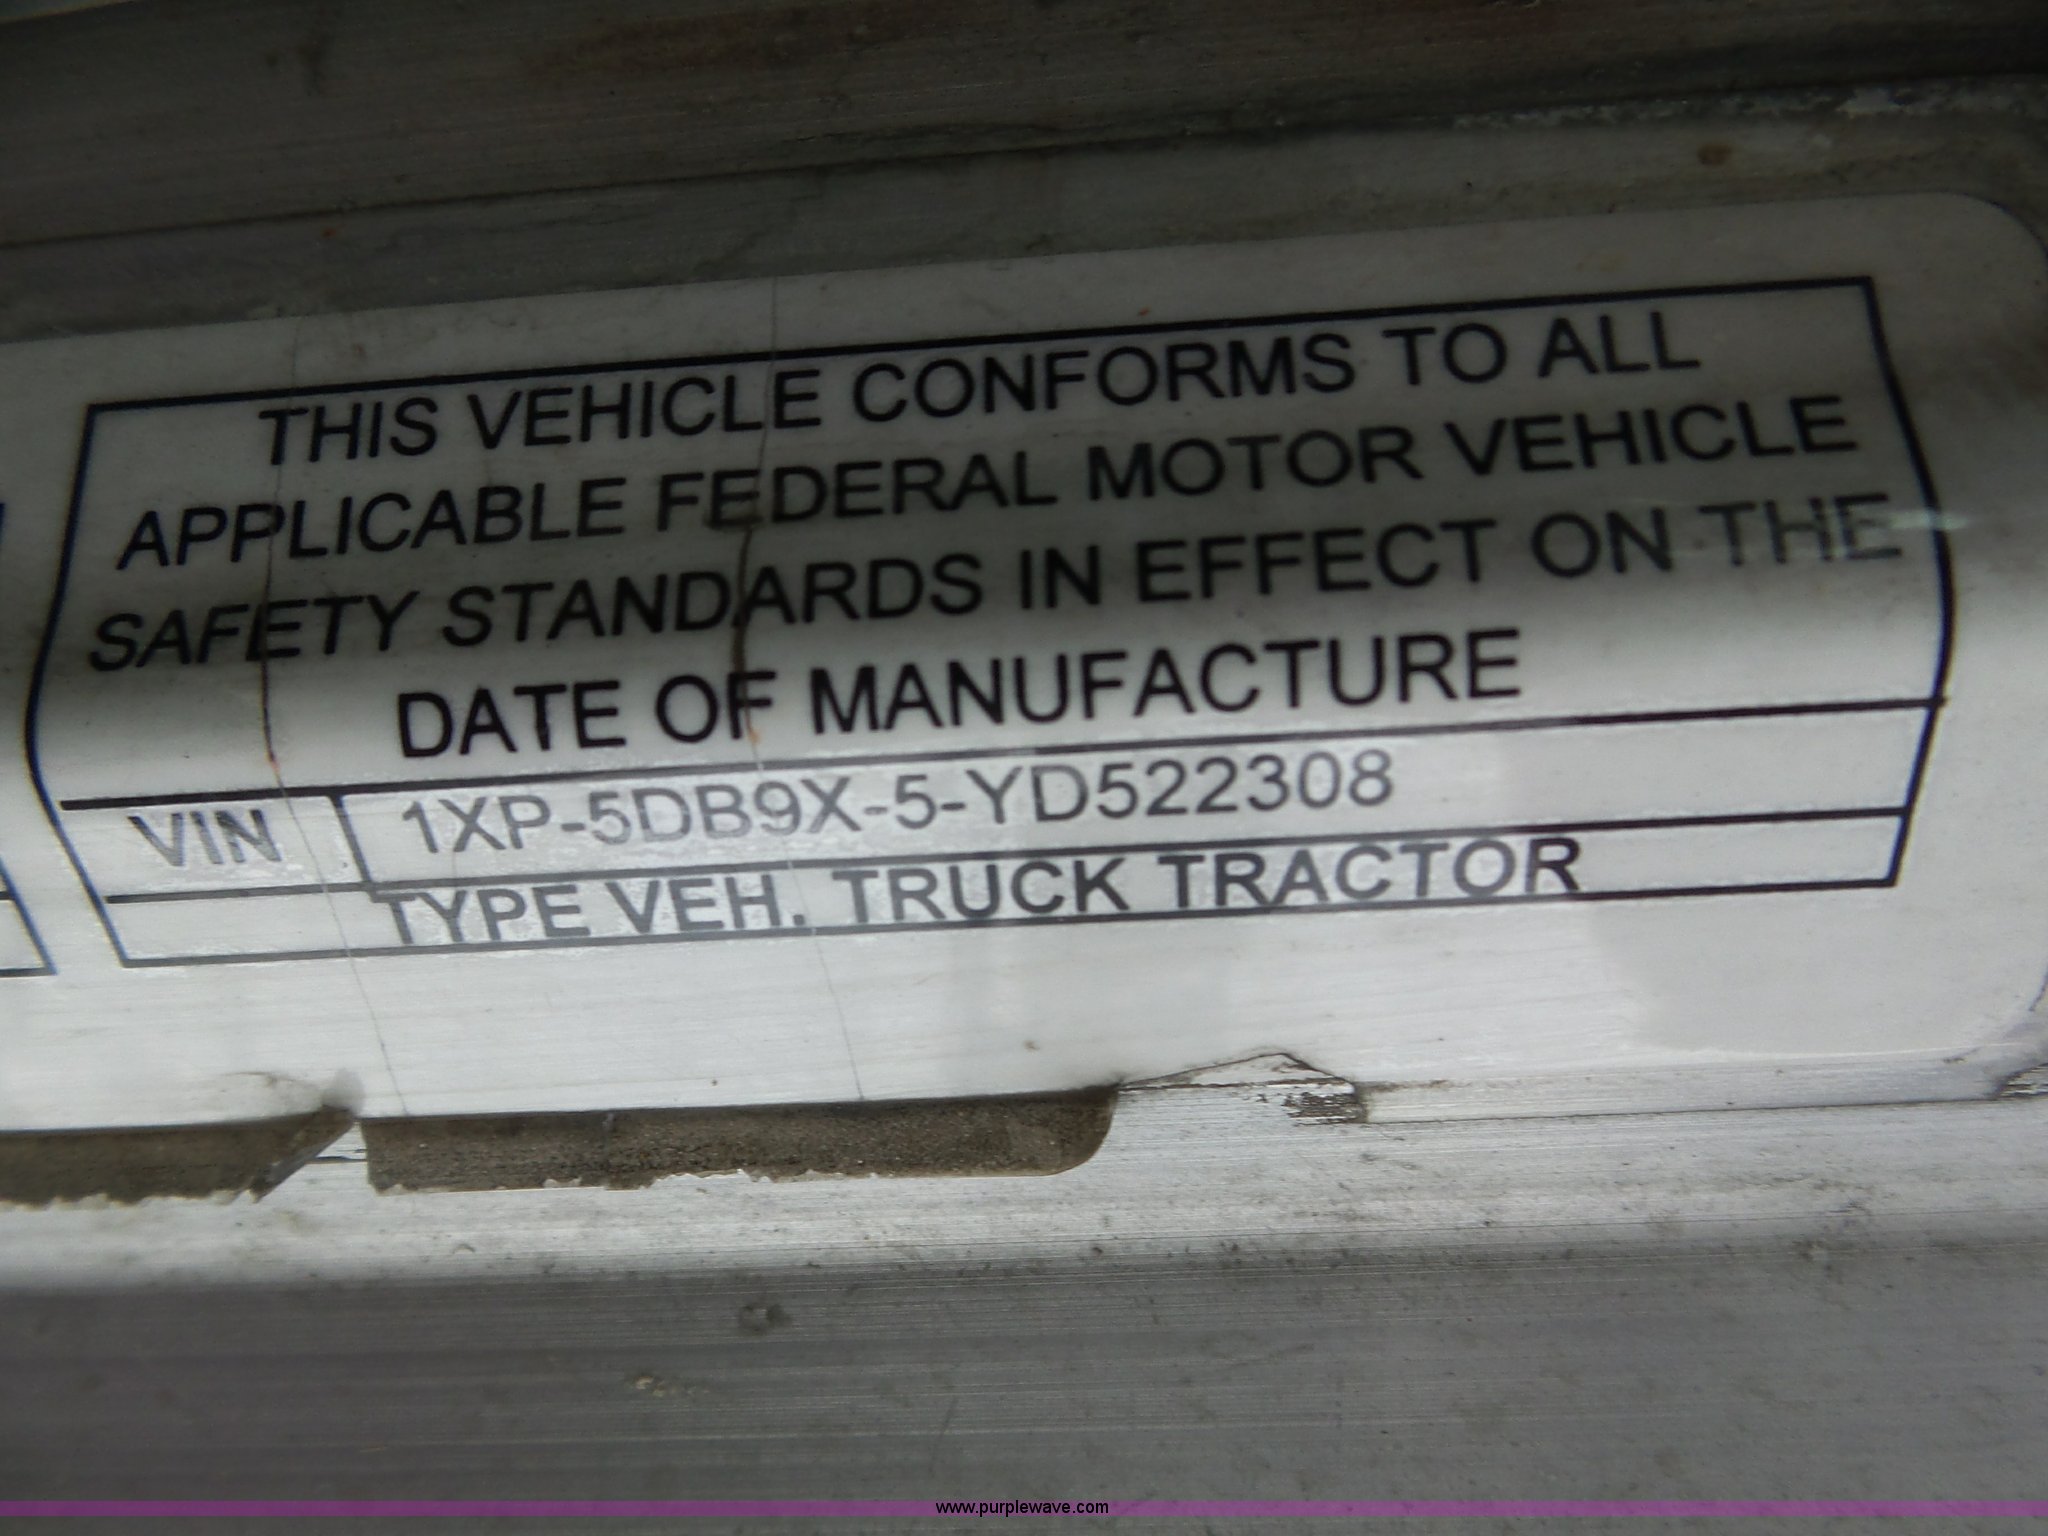 THIS VEHICLE CONFORMS TO ALL
APPLICABLE FEDERAL MOTOR VEHICLE
SAFETY STANDARDS IN EFFECT ON THE
DATE OF MANUFACTURE
VIN 1XP-5DB9X-5-YD522308
TYPE VEH. TRUCK TRACTOR
www.purplewave.com